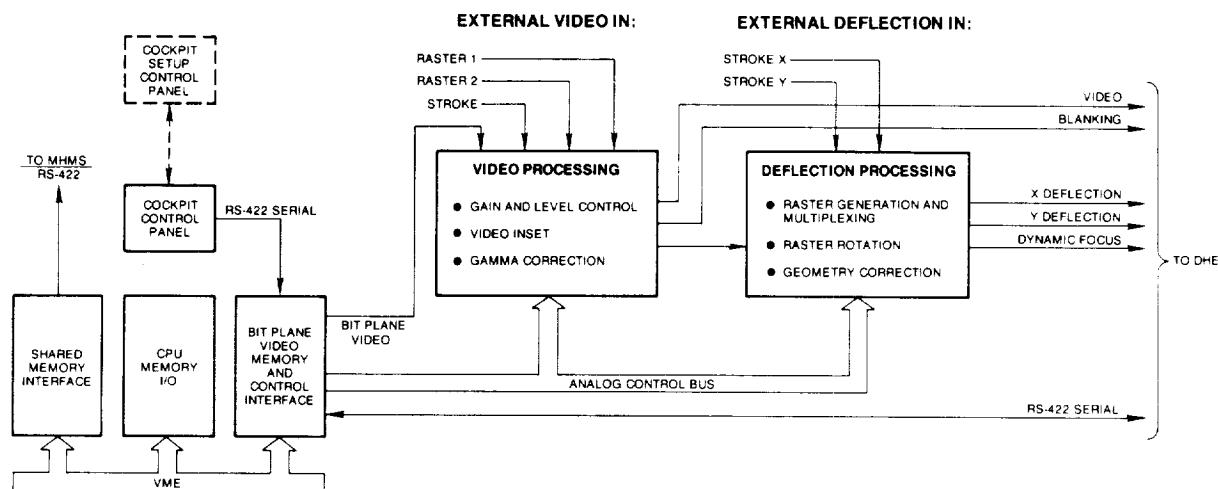 EXTERNAL VIDEO IN:
EXTERNAL DEFLECTION IN:
COCKPIT
SETUP
CONTROL
PANEL
RASTER 1
RASTER 2
STROKE
STROKE X
STROKE Y
VIDEO
BLANKING
TO MHMS
RS-422
COCKPIT
CONTROL
PANEL
RS-422 SERIAL
VIDEO PROCESSING
● GAIN AND LEVEL CONTROL
● VIDEO INSET
● GAMMA CORRECTION
DEFLECTION PROCESSING
● RASTER GENERATION AND
MULTIPLEXING
● RASTER ROTATION
● GEOMETRY CORRECTION
X DEFLECTION
Y DEFLECTION
DYNAMIC FOCUS
TO DHE
SHARED
MEMORY
INTERFACE
CPU
MEMORY
I/O
BIT PLANE
VIDEO
MEMORY
AND
CONTROL
INTERFACE
BIT PLANE
VIDEO
ANALOG CONTROL BUS
RS-422 SERIAL
VME